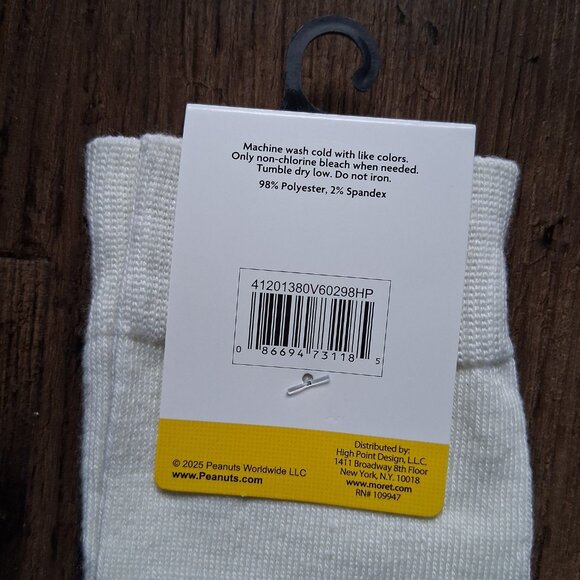 Machine wash cold with like colors.
Only non-chlorine bleach when needed.
Tumble dry low. Do not iron.
98% Polyester, 2% Spandex
41201380V60298HP
0 86694 73118 5
© 2025 Peanuts Worldwide LLC
www.Peanuts.com
Distributed by:
High Point Design, L.L.C.
1411 Broadway 8th Floor
New York, N.Y. 10018
www.moret.com
RN# 109947